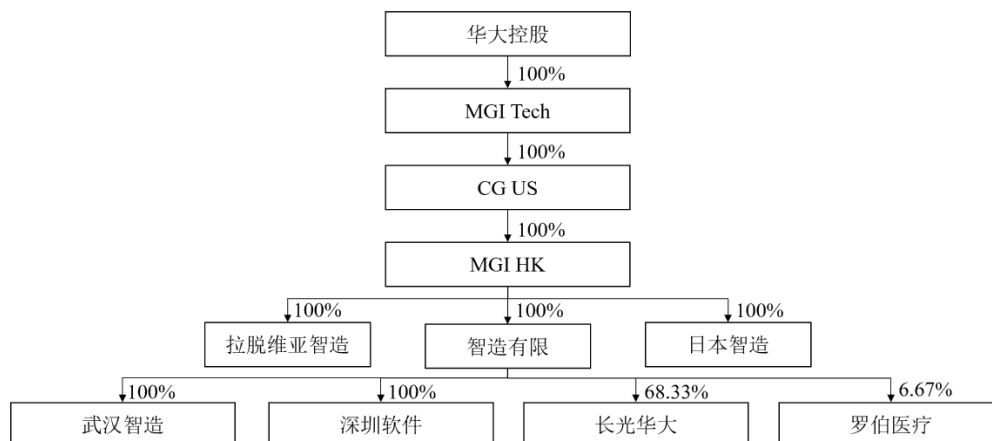 华大控股
100%
MGI Tech
100%
CG US
100%
MGI HK
100% 100% 100%
拉脱维亚智造 智造有限 日本智造
100% 100% 68.33% 6.67%
武汉智造 深圳软件 长光华大 罗伯医疗